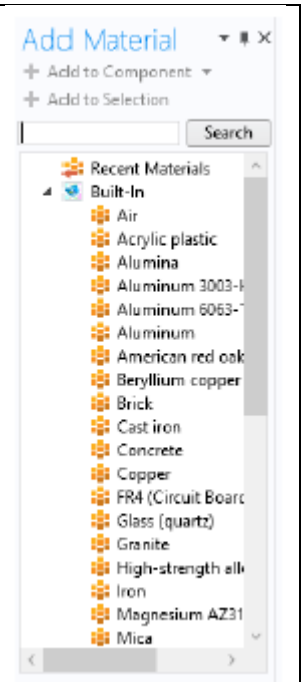 Add Material
Add to Component
Add to Selection
Search
Recent Materials
Built-In
Air
Acrylic plastic
Alumina
Aluminum 3003-H
Aluminum 6063-T
Aluminum
American red oak
Beryllium copper
Brick
Cast iron
Concrete
Copper
FR4 (Circuit Board
Glass (quartz)
Granite
High-strength allo
Iron
Magnesium AZ31
Mica